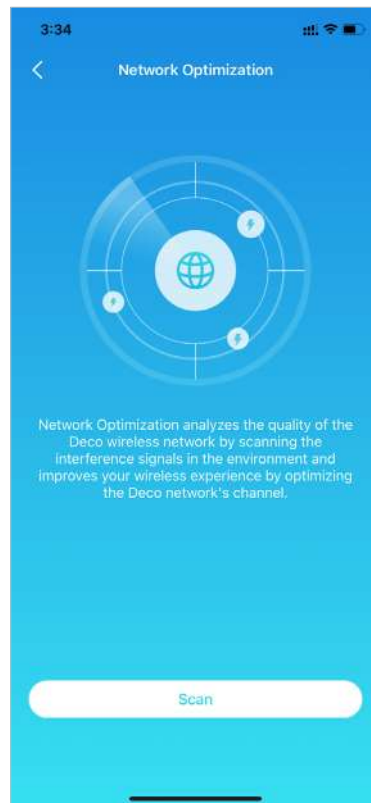 3:34
Network Optimization
Network Optimization analyzes the quality of the
Deco wireless network by scanning the
interference signals in the environment and
improves your wireless experience by optimizing
the Deco network's channel.
Scan